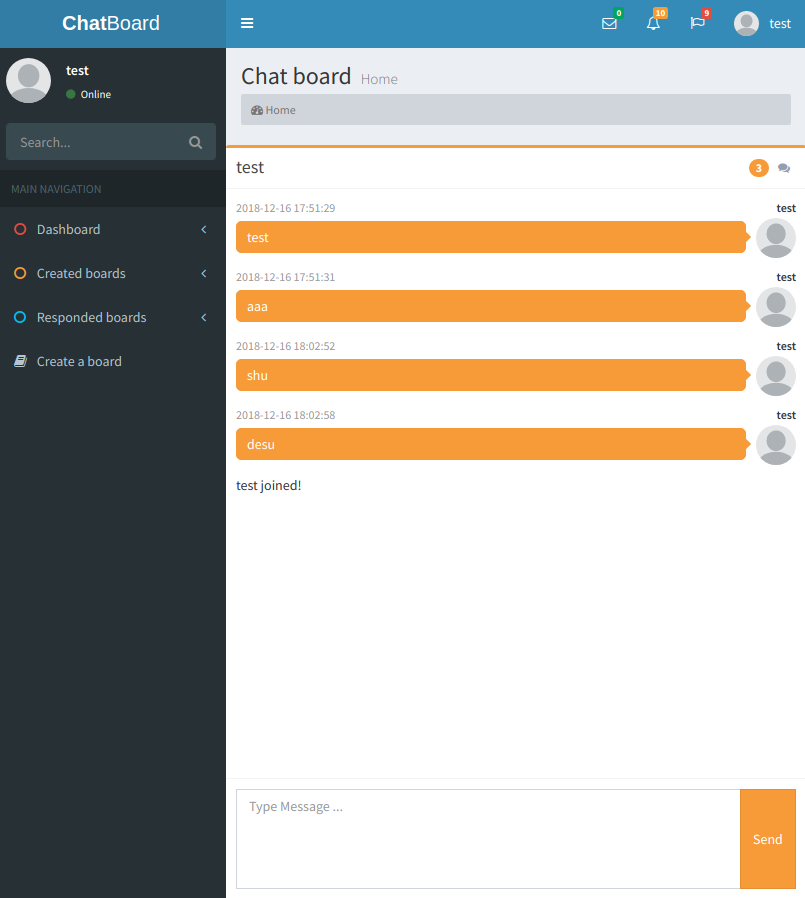 ChatBoard
0
10
9
test
test
Online
Search...
MAIN NAVIGATION
Dashboard
Created boards
Responded boards
Create a board
Chat board Home
Home
test
3
2018-12-16 17:51:29 test
test
2018-12-16 17:51:31 test
aaa
2018-12-16 18:02:52 test
shu
2018-12-16 18:02:58 test
desu
test joined!
Type Message ...
Send